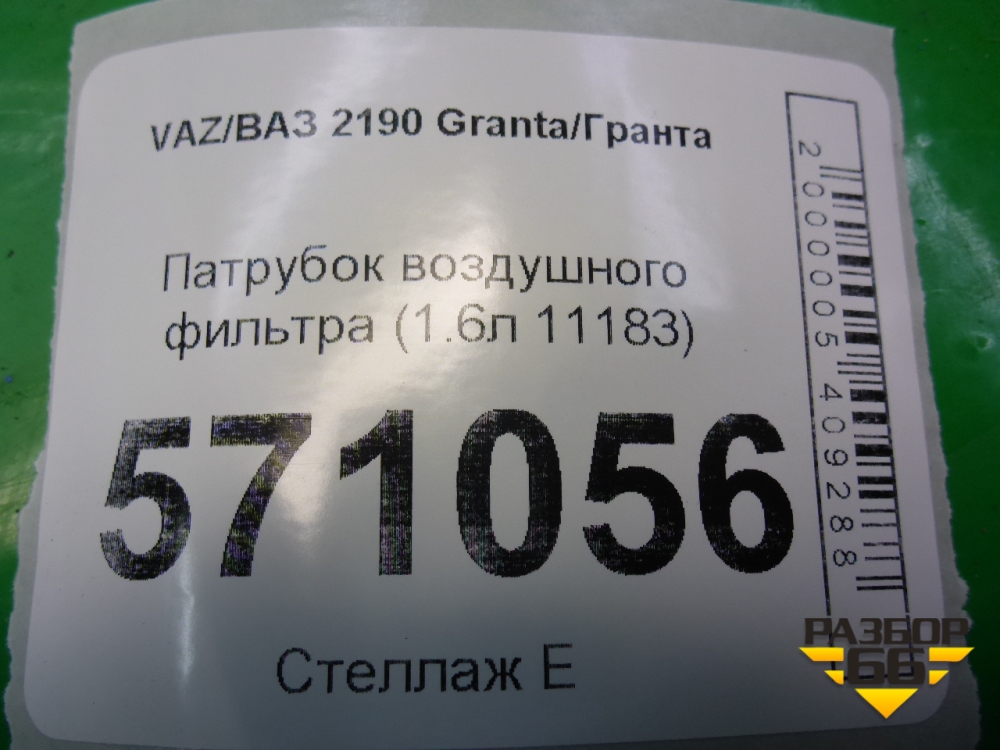 VAZ/ВАЗ 2190 Granta/Гранта
Патрубок воздушного
фильтра (1.6л 11183)
571056
Стеллаж Е
2000005409288
РАЗБОР
66